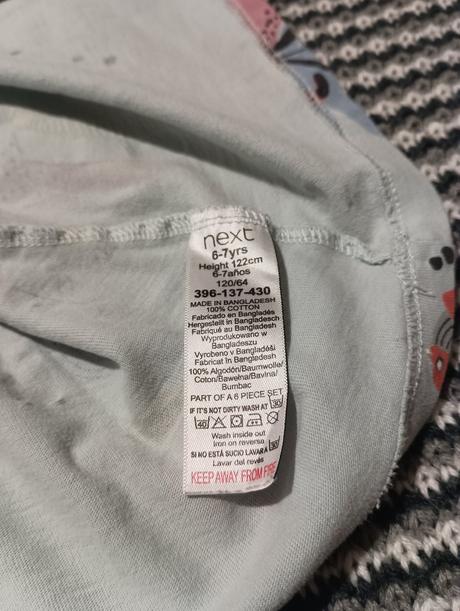 next
6-7yrs
Height 122cm
6-7años
120/64
396-137-430
MADE IN BANGLADESH
100% COTTON
Fabricado en Bangladés
Hergestellt in Bangladesch
Fabriqué au Bangladesh
Wyprodukowano w
Bangladeszu
Vyrobeno v Bangladéši
Fabricat în Bangladesh
100% Algodón/Baumwolle/
Coton/Bawełna/Bavlna/
Bumbac
PART OF A 6 PIECE SET
IF IT'S NOT DIRTY WASH AT 30
40
Wash inside out
Iron on reverse
SI NO ESTÁ SUCIO LAVAR A 30
Lavar del revés
KEEP AWAY FROM FIRE